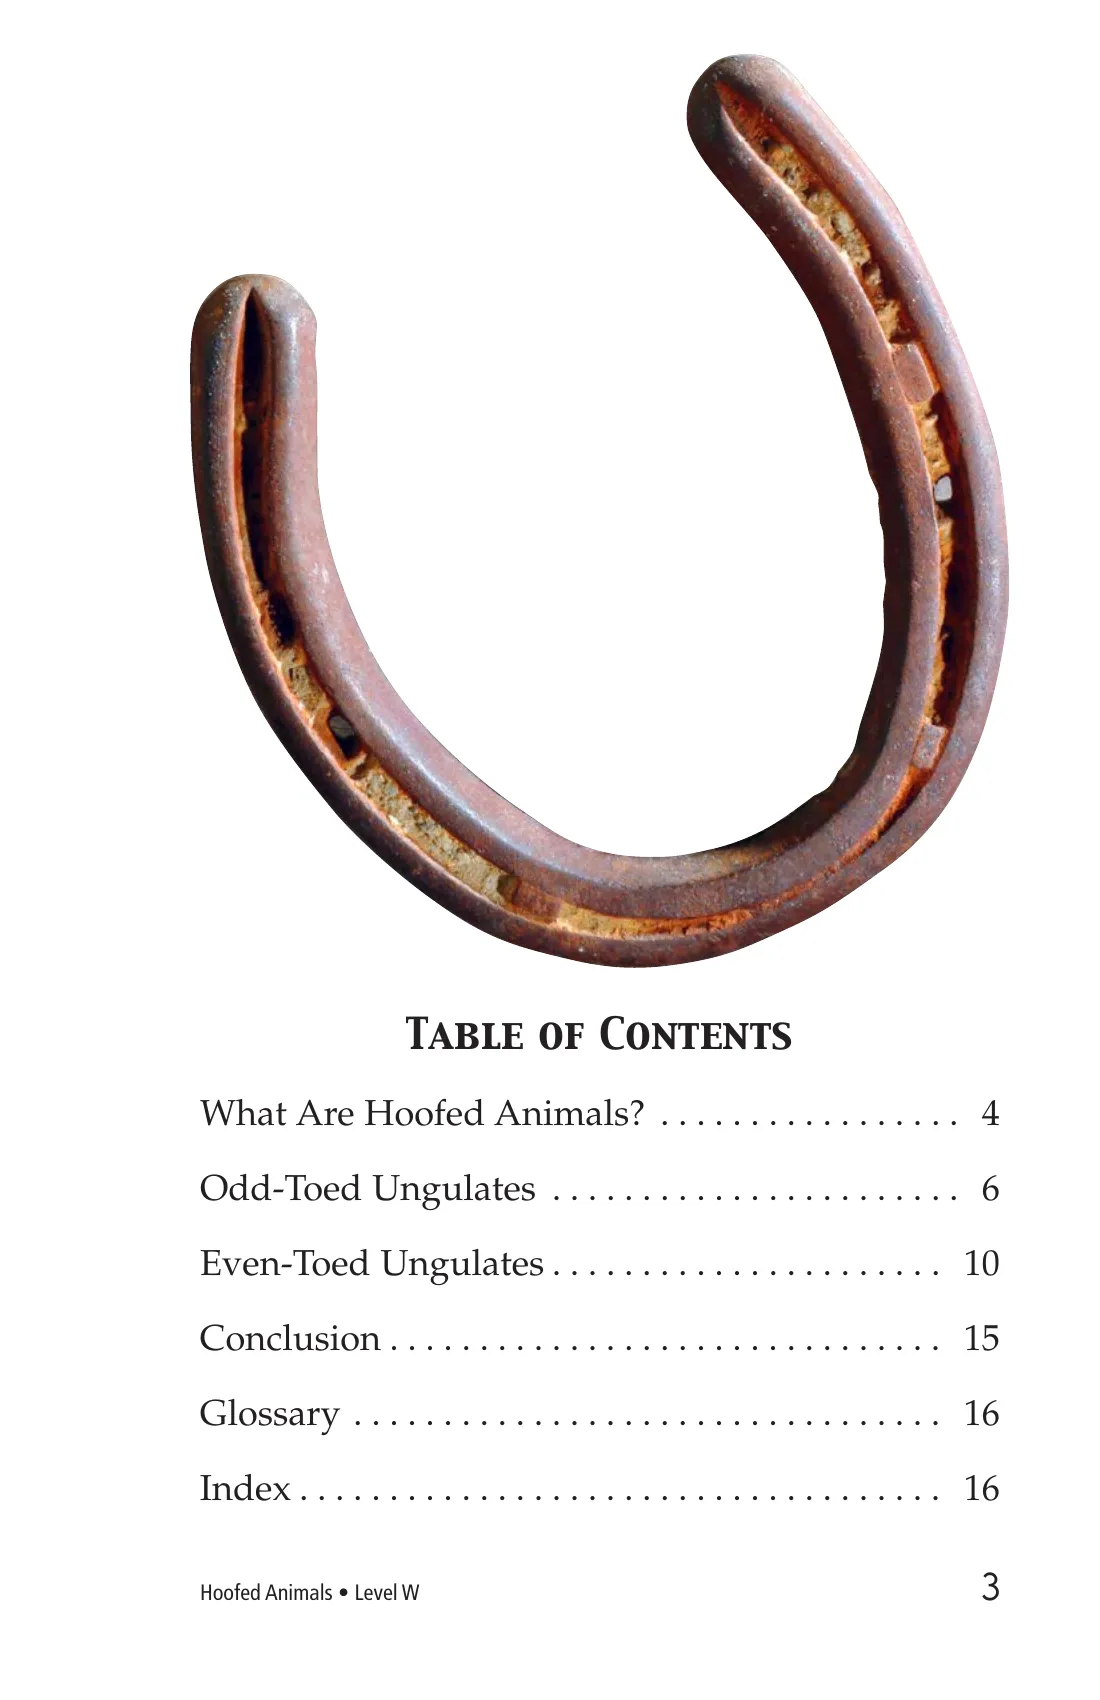 Table of Contents
What Are Hoofed Animals? . . . . . . . . . . . . . . . . . 4
Odd-Toed Ungulates . . . . . . . . . . . . . . . . . . . . . . . 6
Even-Toed Ungulates . . . . . . . . . . . . . . . . . . . . . . 10
Conclusion . . . . . . . . . . . . . . . . . . . . . . . . . . . . . . . 15
Glossary . . . . . . . . . . . . . . . . . . . . . . . . . . . . . . . . . 16
Index . . . . . . . . . . . . . . . . . . . . . . . . . . . . . . . . . . . . 16
Hoofed Animals • Level W 3